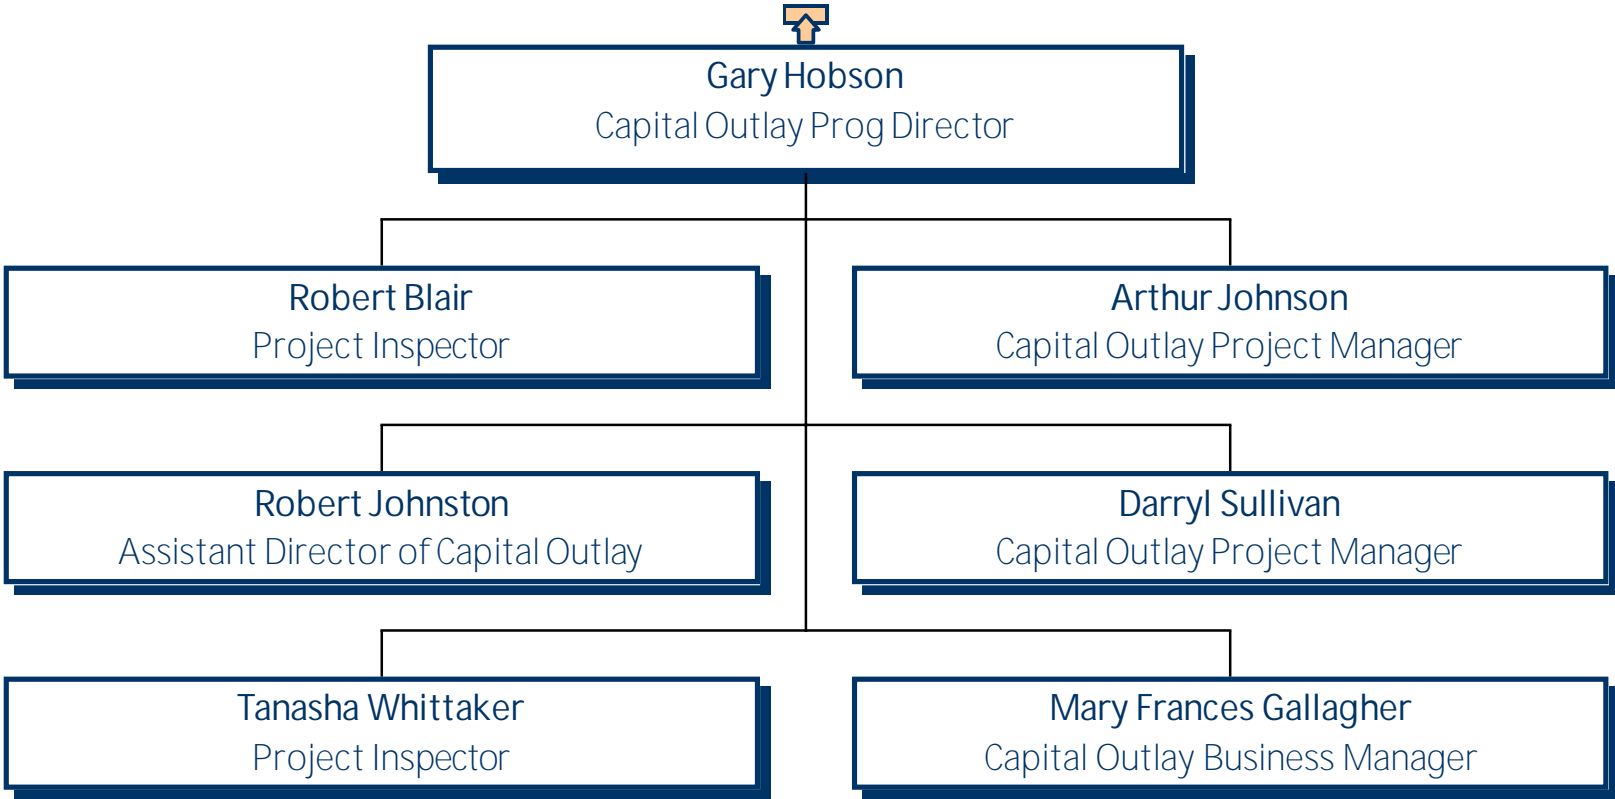 Gary Hobson
Capital Outlay Prog Director
Robert Blair
Project Inspector
Arthur Johnson
Capital Outlay Project Manager
Robert Johnston
Assistant Director of Capital Outlay
Darryl Sullivan
Capital Outlay Project Manager
Tanasha Whittaker
Project Inspector
Mary Frances Gallagher
Capital Outlay Business Manager